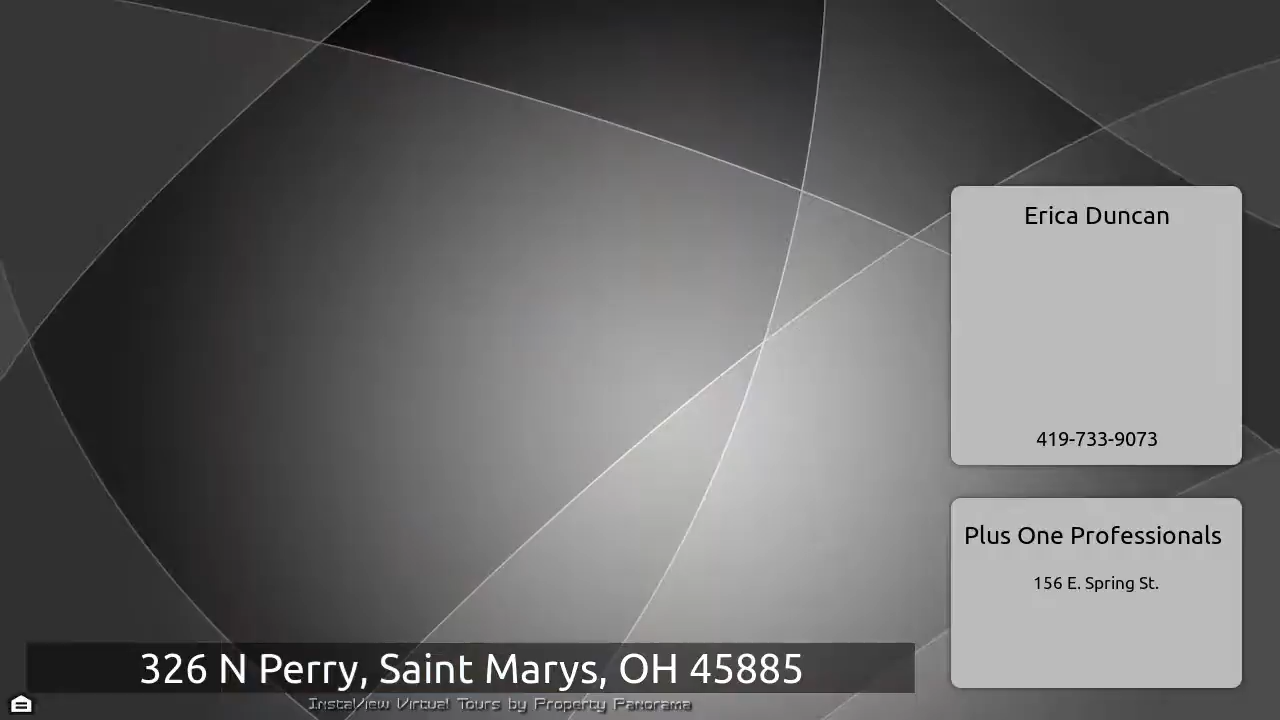 Erica Duncan
419-733-9073
Plus One Professionals
156 E. Spring St.
326 N Perry, Saint Marys, OH 45885
InstaView Virtual Tours by Property Panorama